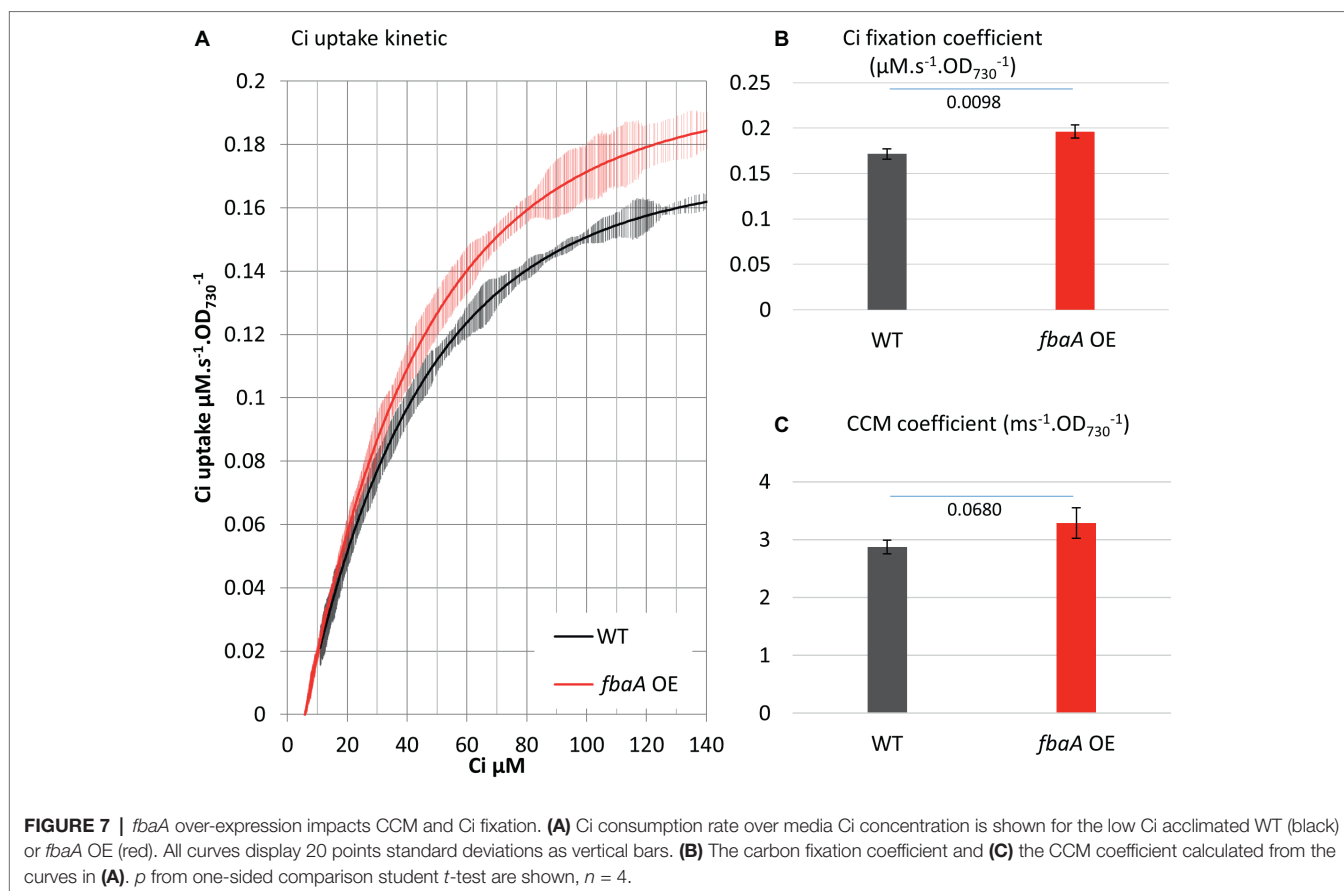 A Ci uptake kinetic
0.2
0.18
0.16
0.14
0.12
0.1
0.08
0.06
0.04
0.02
0
Ci uptake µM.s⁻¹.OD₇₃₀⁻¹
0 20 40 60 80 100 120 140
Ci µM
WT
fbaA OE
B Ci fixation coefficient
(µM.s⁻¹.OD₇₃₀⁻¹)
0.25
0.2
0.15
0.1
0.05
0
0.0098
WT fbaA OE
C CCM coefficient (ms⁻¹.OD₇₃₀⁻¹)
4
3
2
1
0
0.0680
WT fbaA OE
FIGURE 7 | fbaA over-expression impacts CCM and Ci fixation. (A) Ci consumption rate over media Ci concentration is shown for the low Ci acclimated WT (black)
or fbaA OE (red). All curves display 20 points standard deviations as vertical bars. (B) The carbon fixation coefficient and (C) the CCM coefficient calculated from the
curves in (A). p from one-sided comparison student t-test are shown, n = 4.